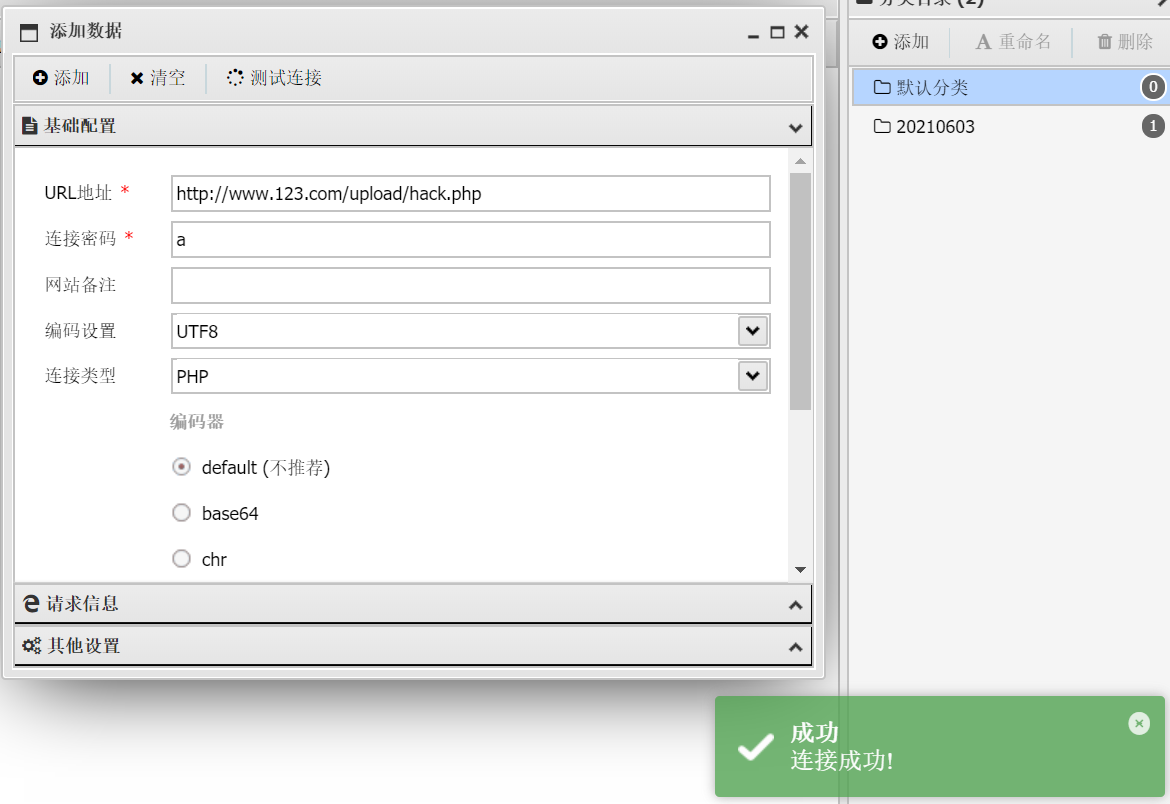 添加数据
添加 清空 测试连接
基础配置
URL地址 *
http://www.123.com/upload/hack.php
连接密码 *
a
网站备注
编码设置
UTF8
连接类型
PHP
编码器
default (不推荐)
base64
chr
请求信息
其他设置
分类目录 (2)
添加 重命名 删除
默认分类 0
20210603 1
成功
连接成功!